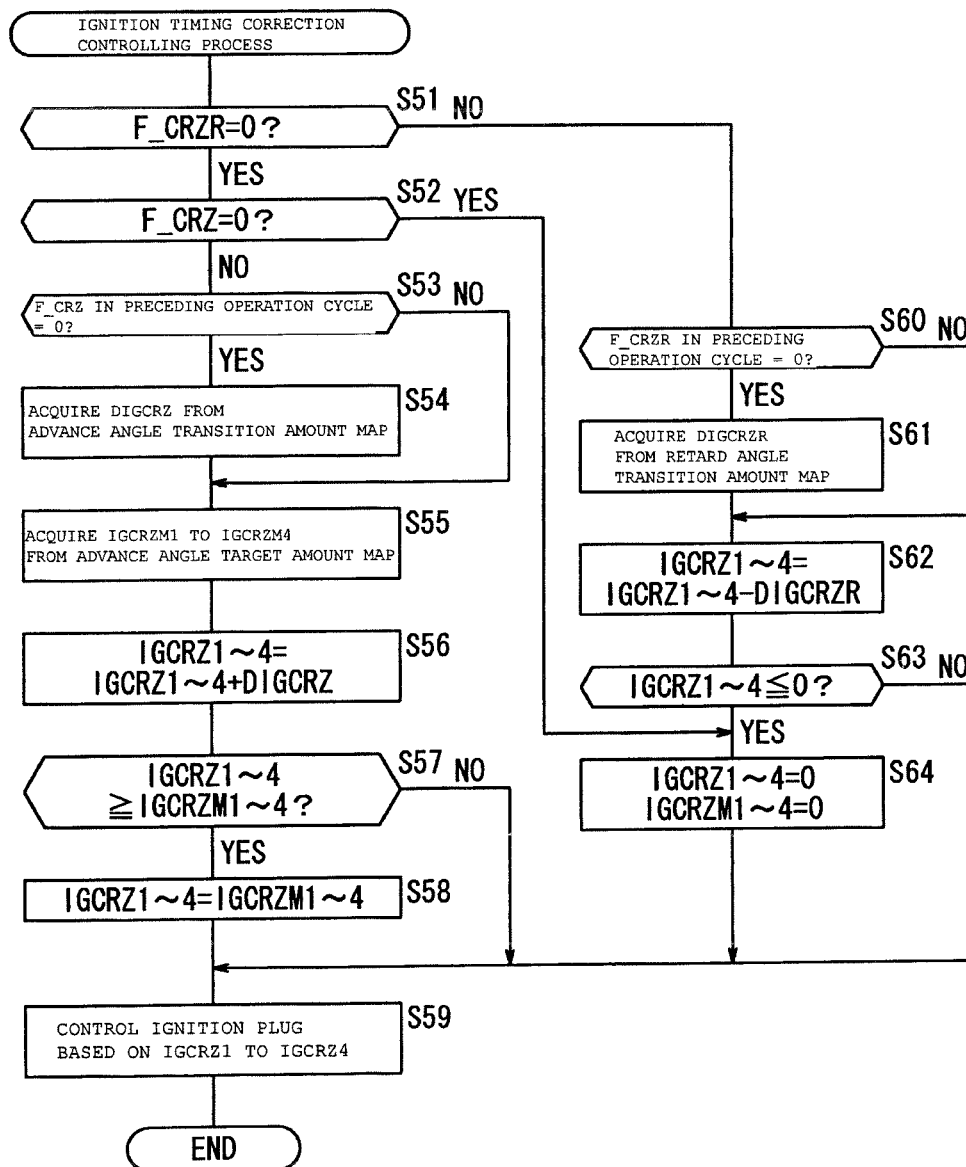 IGNITION TIMING CORRECTION
CONTROLLING PROCESS
S51
NO
F_CRZR=0?
YES
S52
YES
F_CRZ=0?
NO
S53
NO
F_CRZ IN PRECEDING OPERATION CYCLE
= 0?
YES
S54
ACQUIRE DIGCRZ FROM
ADVANCE ANGLE TRANSITION AMOUNT MAP
S55
ACQUIRE IGCRZM1 TO IGCRZM4
FROM ADVANCE ANGLE TARGET AMOUNT MAP
S56
IGCRZ1~4=
IGCRZ1~4+DIGCRZ
S57
NO
IGCRZ1~4
≧IGCRZM1~4?
YES
S58
IGCRZ1~4=IGCRZM1~4
S60
NO
F_CRZR IN PRECEDING
OPERATION CYCLE = 0?
YES
S61
ACQUIRE DIGCRZR
FROM RETARD ANGLE
TRANSITION AMOUNT MAP
S62
IGCRZ1~4=
IGCRZ1~4-DIGCRZR
S63
NO
IGCRZ1~4≦0?
YES
S64
IGCRZ1~4=0
IGCRZM1~4=0
S59
CONTROL IGNITION PLUG
BASED ON IGCRZ1 TO IGCRZ4
END